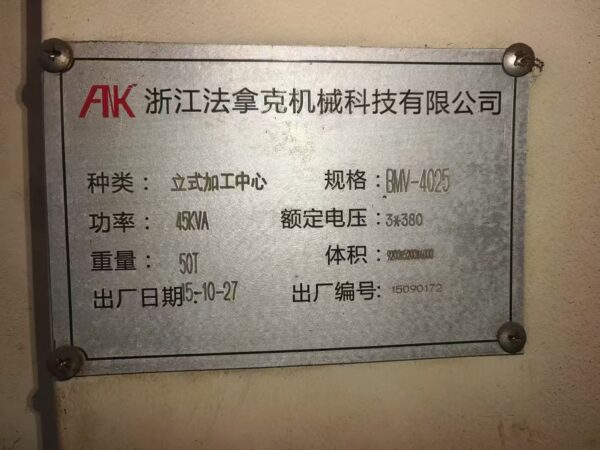 AK 浙江法拿克机械科技有限公司
种类： 立式加工中心 规格：BMV-4025
功率： 45KVA 额定电压：3*380
重量： 50T 体积：
出厂日期：15-10-27 出厂编号: 15090172